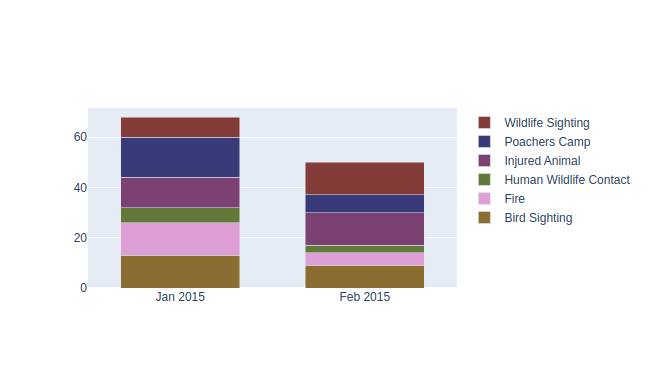 60
40
20
0
Jan 2015
Feb 2015
Wildlife Sighting
Poachers Camp
Injured Animal
Human Wildlife Contact
Fire
Bird Sighting